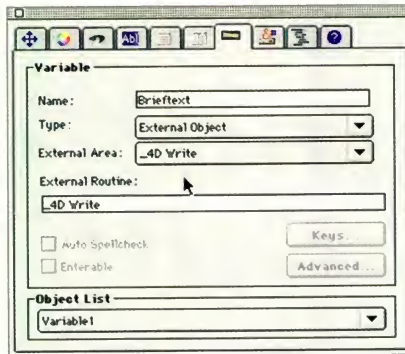 Abl
Variable
Name: Brieftext
Type: External Object
External Area: _4D Write
External Routine:
_4D Write
Auto Spellcheck
Keys...
Enterable
Advanced...
Object List
Variable1